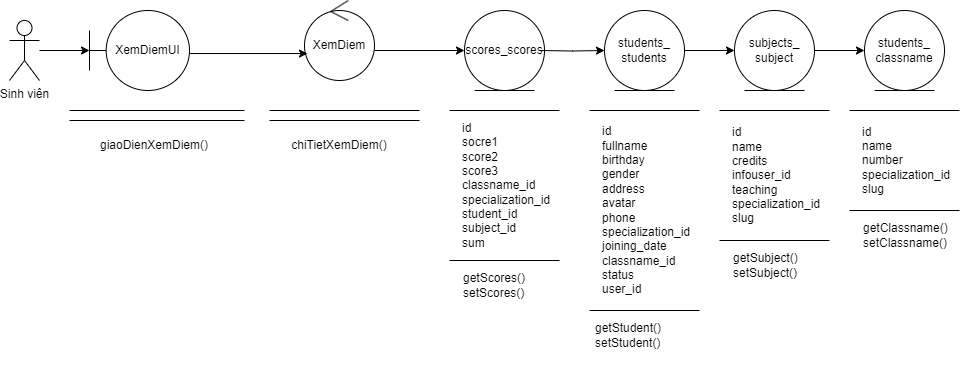 Sinh viên
XemDiemUI
giaoDienXemDiem()
XemDiem
chiTietXemDiem()
scores_scores
id
socre1
score2
score3
classname_id
specialization_id
student_id
subject_id
sum
getScores()
setScores()
students_
students
id
fullname
birthday
gender
address
avatar
phone
specialization_id
joining_date
classname_id
status
user_id
getStudent()
setStudent()
subjects_
subject
id
name
credits
infouser_id
teaching
specialization_id
slug
getSubject()
setSubject()
students_
classname
id
name
number
specialization_id
slug
getClassname()
setClassname()